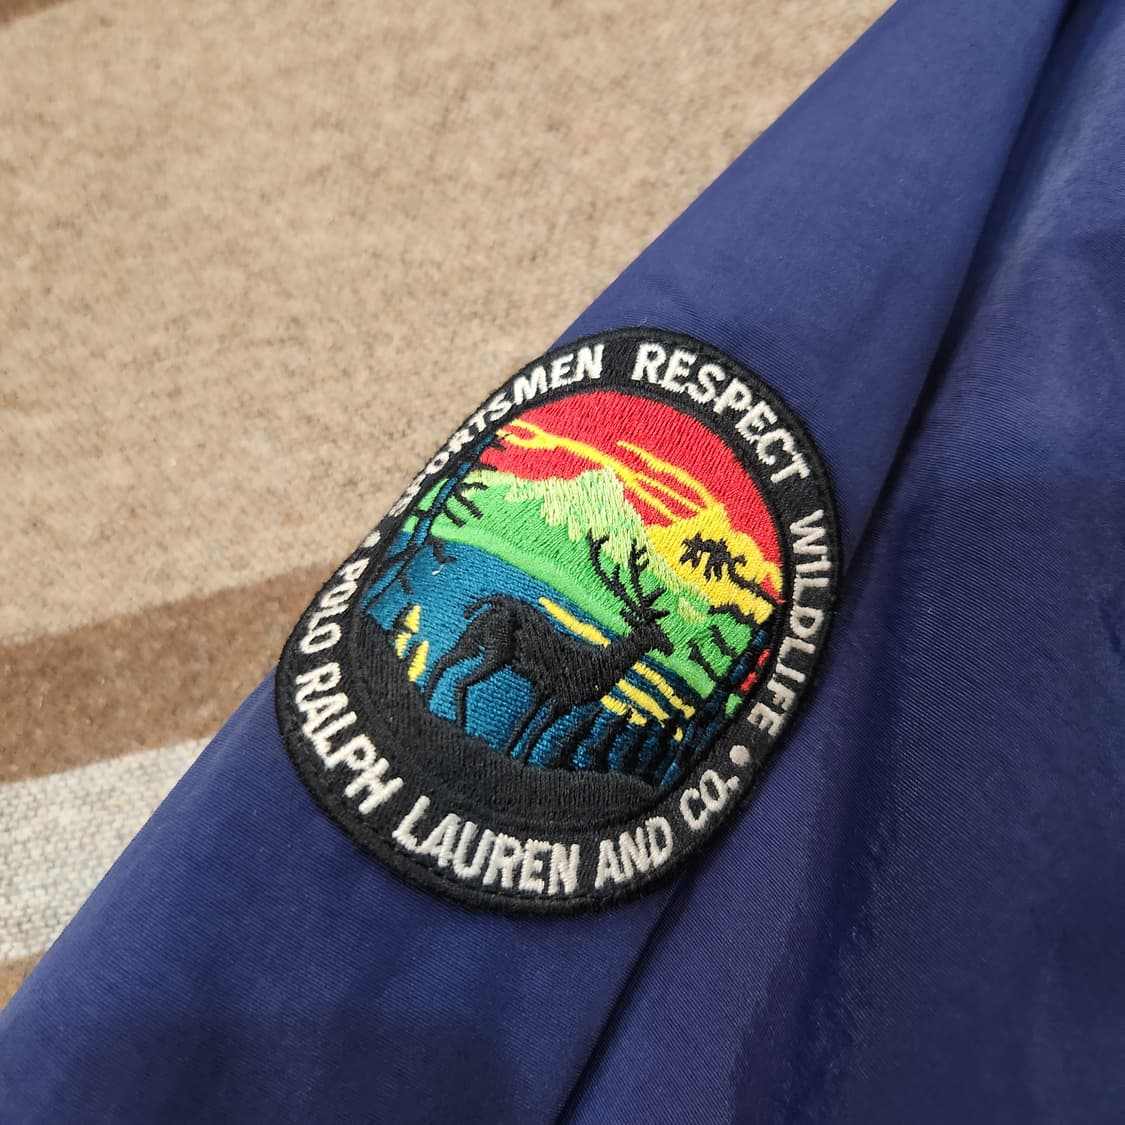 SPORTSMEN RESPECT WILDLIFE
• POLO RALPH LAUREN AND CO. •